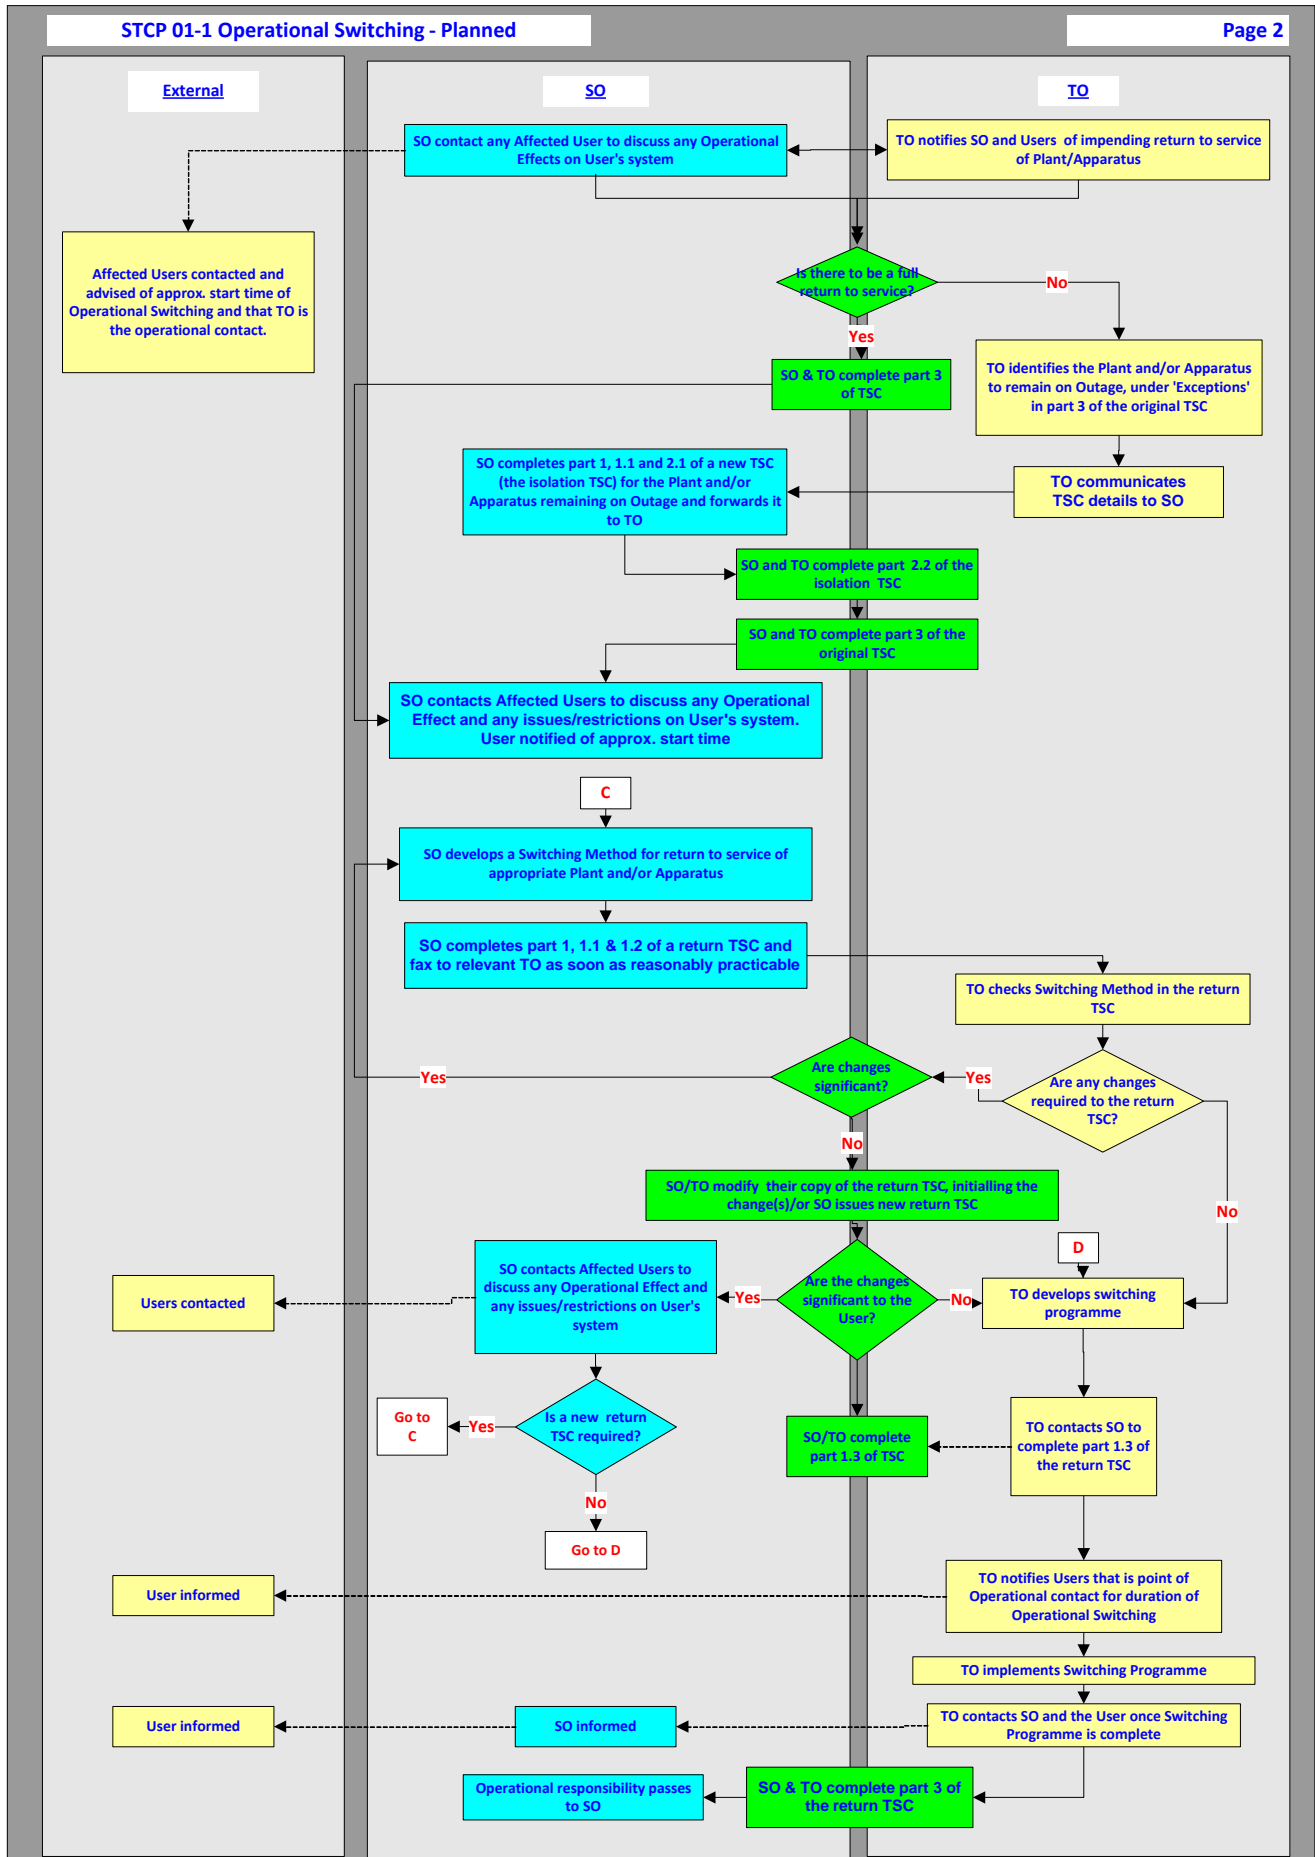 STCP 01-1 Operational Switching - Planned
Page 2
External
SO
TO
SO contact any Affected User to discuss any Operational
Effects on User's system
TO notifies SO and Users  of impending return to service
of Plant/Apparatus
Affected Users contacted and
advised of approx. start time of
Operational Switching and that TO is
the operational contact.
Is there to be a full
return to service?
No
Yes
SO & TO complete part 3
of TSC
TO identifies the Plant and/or Apparatus
to remain on Outage, under 'Exceptions'
in part 3 of the original TSC
SO completes part 1, 1.1 and 2.1 of a new TSC
(the isolation TSC) for the Plant and/or
Apparatus remaining on Outage and forwards it
to TO
TO communicates
TSC details to SO
SO and TO complete part  2.2 of the
isolation  TSC
SO and TO complete part 3 of the
original TSC
SO contacts Affected Users to discuss any Operational
Effect and any issues/restrictions on User's system.
User notified of approx. start time
C
SO develops a Switching Method for return to service of
appropriate Plant and/or Apparatus
SO completes part 1, 1.1 & 1.2 of a return TSC and
fax to relevant TO as soon as reasonably practicable
TO checks Switching Method in the return
TSC
Are changes
significant?
Yes
Yes
Are any changes
required to the return
TSC?
No
SO/TO modify  their copy of the return TSC, initialling the
change(s)/or SO issues new return TSC
No
D
SO contacts Affected Users to
discuss any Operational Effect and
any issues/restrictions on User's
system
Users contacted
Yes
Are the changes
significant to the
User?
No
TO develops switching
programme
Go to
C
Yes
Is a new  return
TSC required?
SO/TO complete
part 1.3 of TSC
TO contacts SO to
complete part 1.3 of
the return TSC
No
Go to D
User informed
TO notifies Users that is point of
Operational contact for duration of
Operational Switching
TO implements Switching Programme
User informed
SO informed
TO contacts SO and the User once Switching
Programme is complete
Operational responsibility passes
to SO
SO & TO complete part 3 of
the return TSC